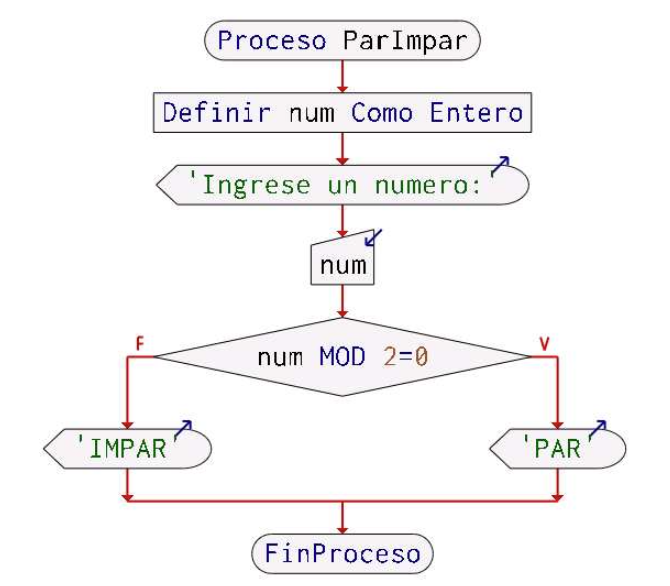 Proceso ParImpar
Definir num Como Entero
'Ingrese un numero:'
num
num MOD 2=0
F
V
'IMPAR'
'PAR'
FinProceso